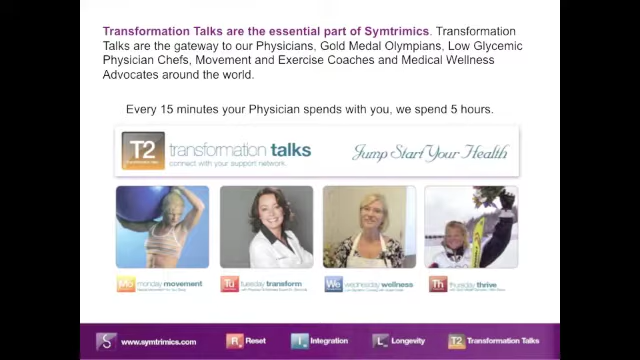 Transformation Talks are the essential part of Symtrimics. Transformation
Talks are the gateway to our Physicians, Gold Medal Olympians, Low Glycemic
Physician Chefs, Movement and Exercise Coaches and Medical Wellness
Advocates around the world.
Every 15 minutes your Physician spends with you, we spend 5 hours.
T2
transformation talks
connect with your support network.
Jump Start Your Health
Mo monday movement
Tu tuesday transform
We wednesday wellness
Th thursday thrive
S www.symtrimics.com
R Reset
I Integration
L Longevity
T2 Transformation Talks